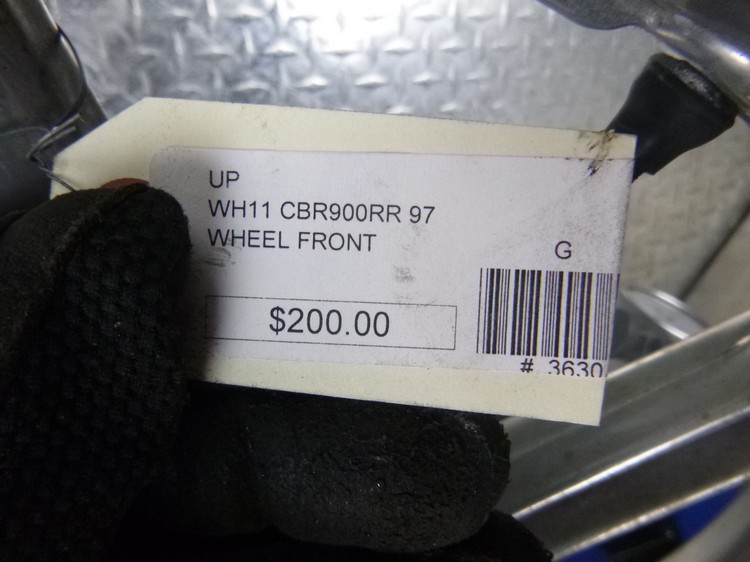 UP
WH11 CBR900RR 97
WHEEL FRONT
G
$200.00
# 3630